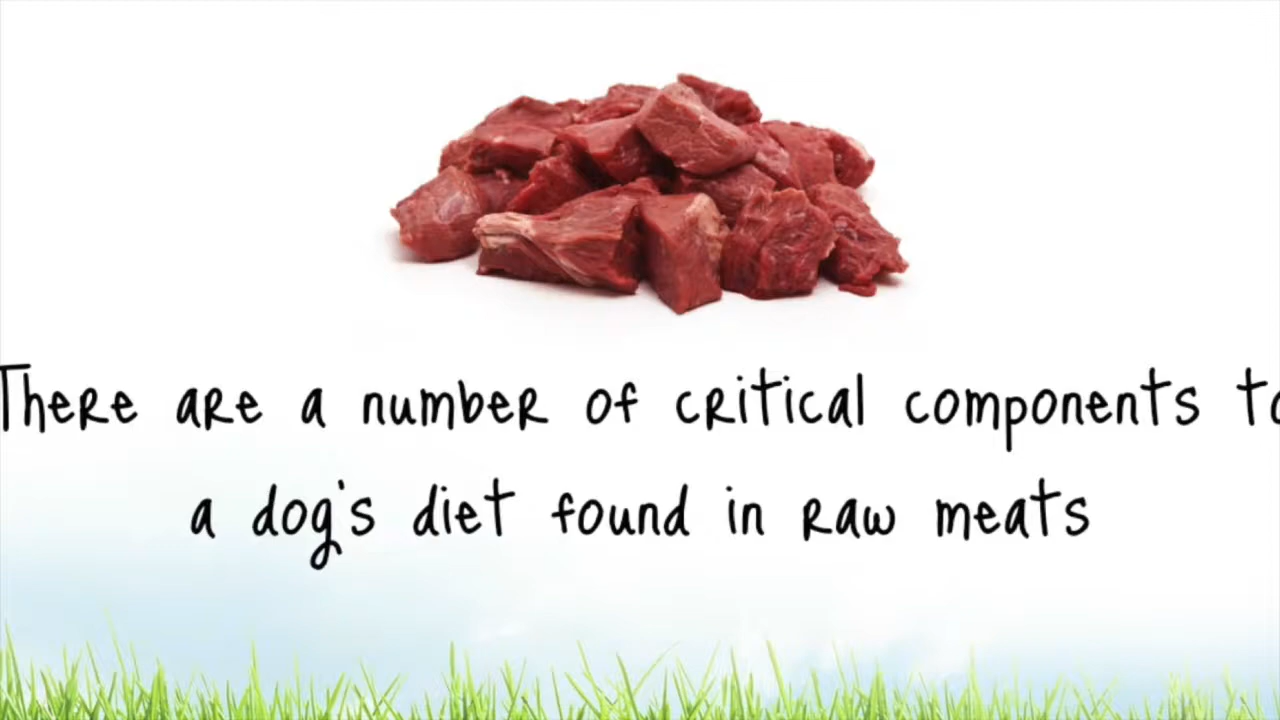 There are a number of critical components to
a dog's diet found in raw meats